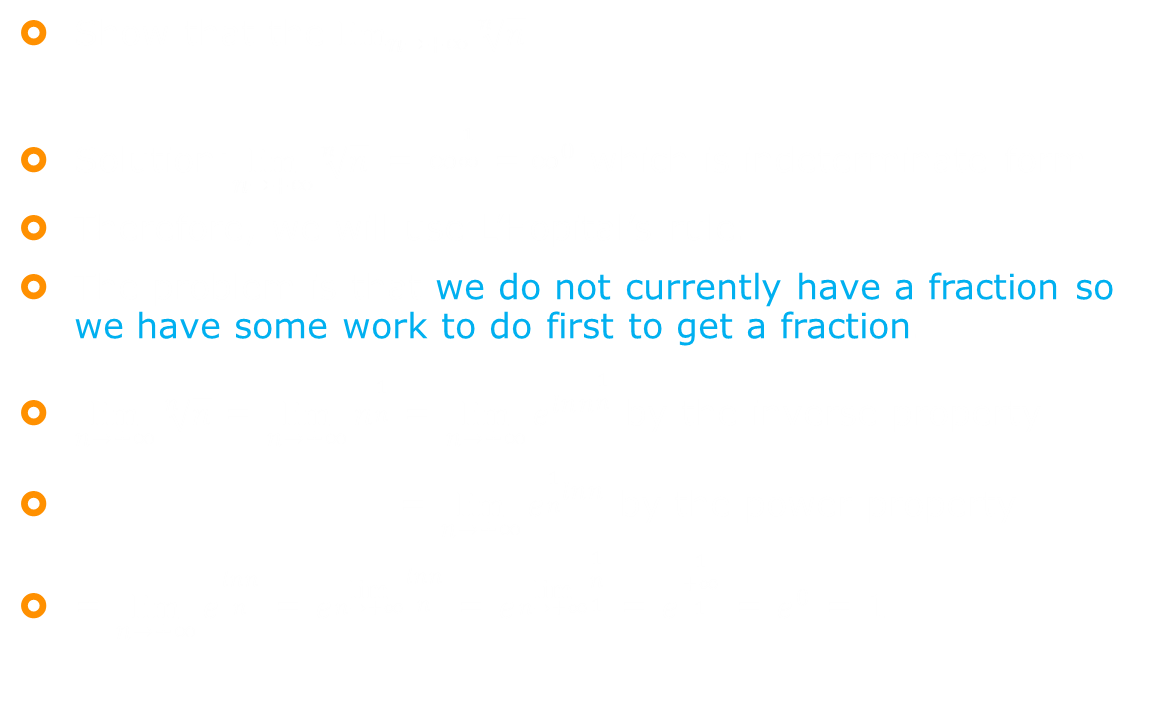 we do not currently have a fraction so
we have some work to do first to get a fraction